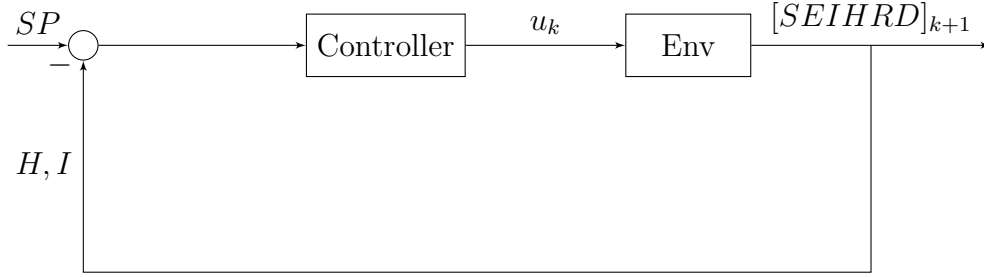 SP
−
Controller
u_k
Env
[SEIHRD]_{k+1}
H, I